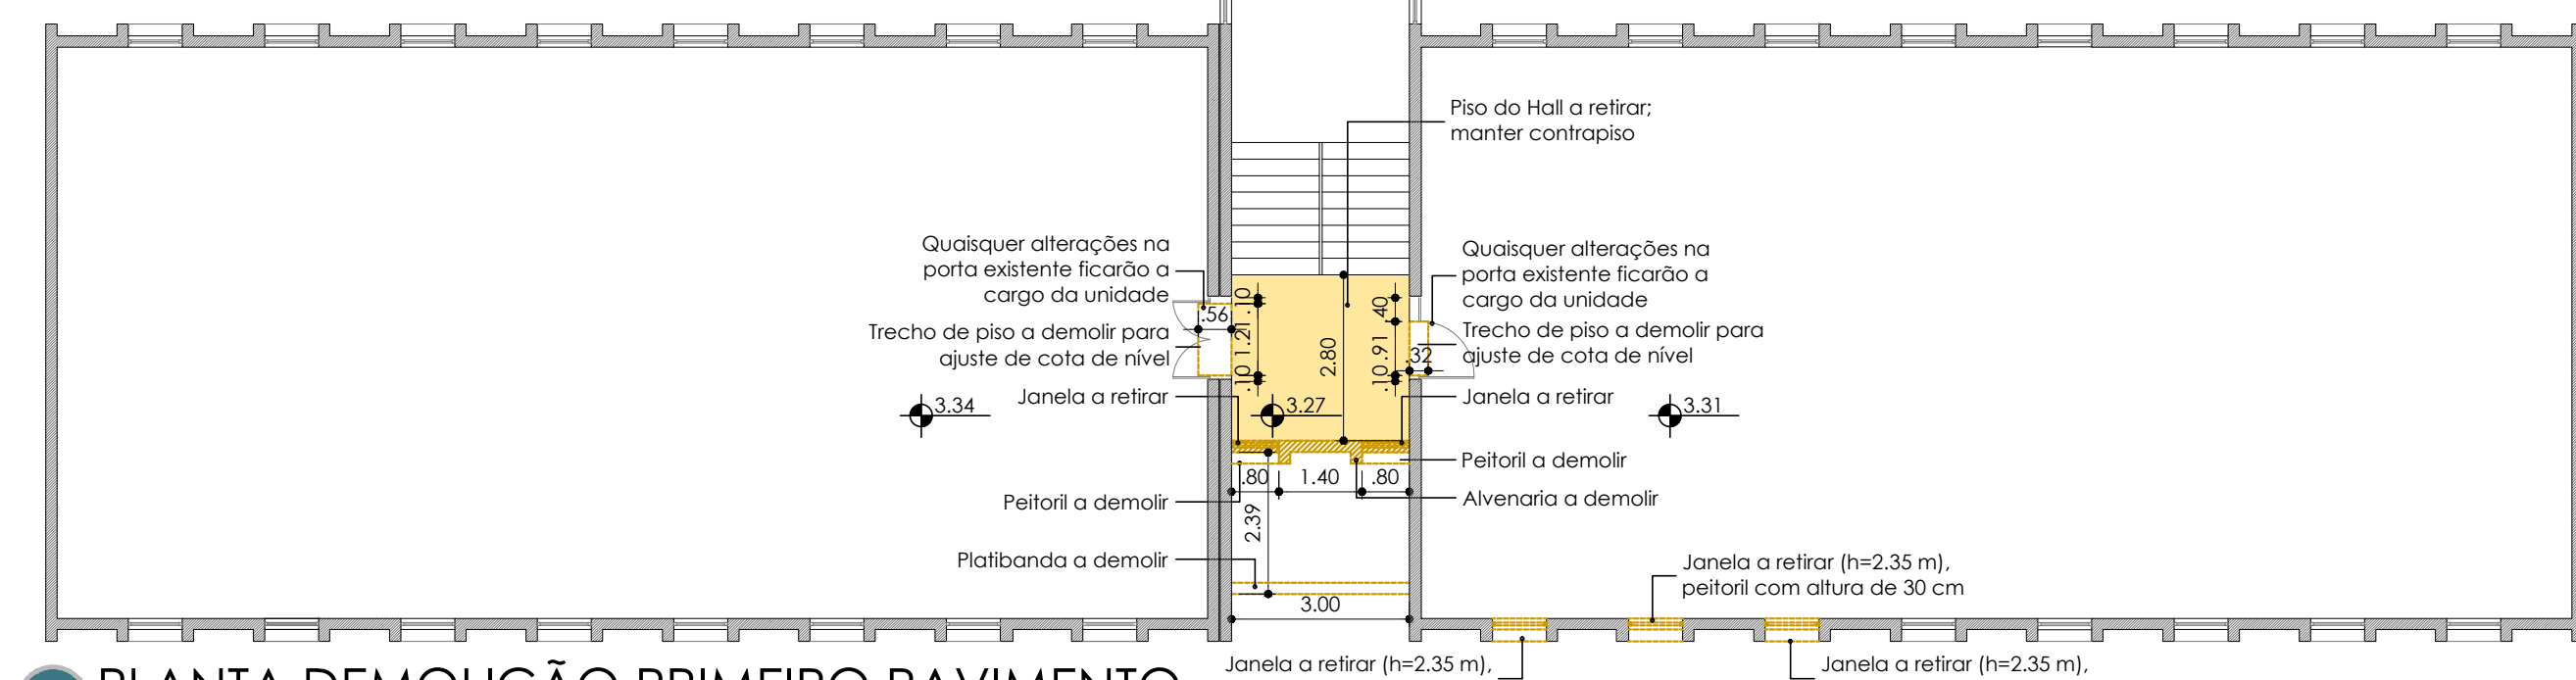 Piso do Hall a retirar;
manter contrapiso
Quaisquer alterações na
porta existente ficarão a
cargo da unidade
Quaisquer alterações na
porta existente ficarão a
cargo da unidade
Trecho de piso a demolir para
ajuste de cota de nível
Trecho de piso a demolir para
ajuste de cota de nível
.10
.56
1.21
.10
2.80
.40
.91
.10
.32
Janela a retirar
Janela a retirar
3.34
3.27
3.31
Peitoril a demolir
.80
1.40
.80
Peitoril a demolir
Alvenaria a demolir
2.39
Platibanda a demolir
3.00
Janela a retirar (h=2.35 m),
peitoril com altura de 30 cm
Janela a retirar (h=2.35 m),
Janela a retirar (h=2.35 m),
PLANTA DEMOLIÇÃO PRIMEIRO PAVIMENTO